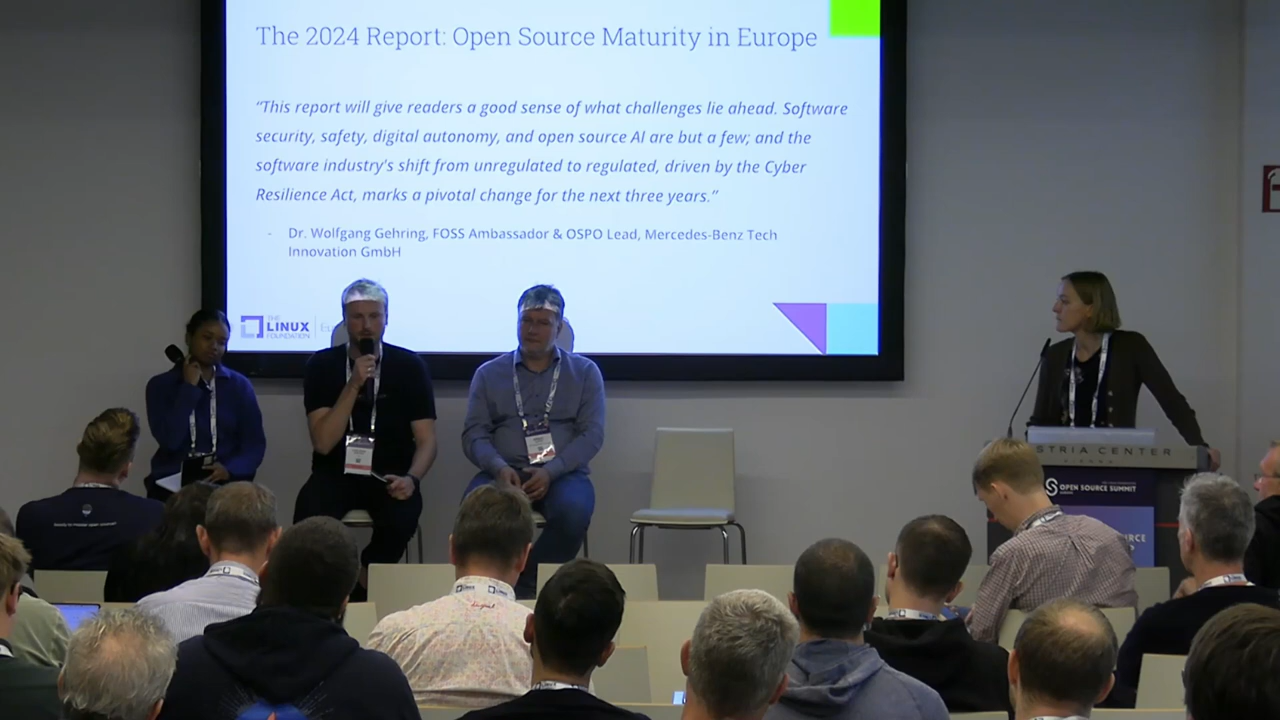 The 2024 Report: Open Source Maturity in Europe
“This report will give readers a good sense of what challenges lie ahead. Software
security, safety, digital autonomy, and open source AI are but a few; and the
software industry's shift from unregulated to regulated, driven by the Cyber
Resilience Act, marks a pivotal change for the next three years.”
- Dr. Wolfgang Gehring, FOSS Ambassador & OSPO Lead, Mercedes-Benz Tech
Innovation GmbH
THE
LINUX
FOUNDATION
STRIA CENTER
OPEN SOURCE SUMMIT